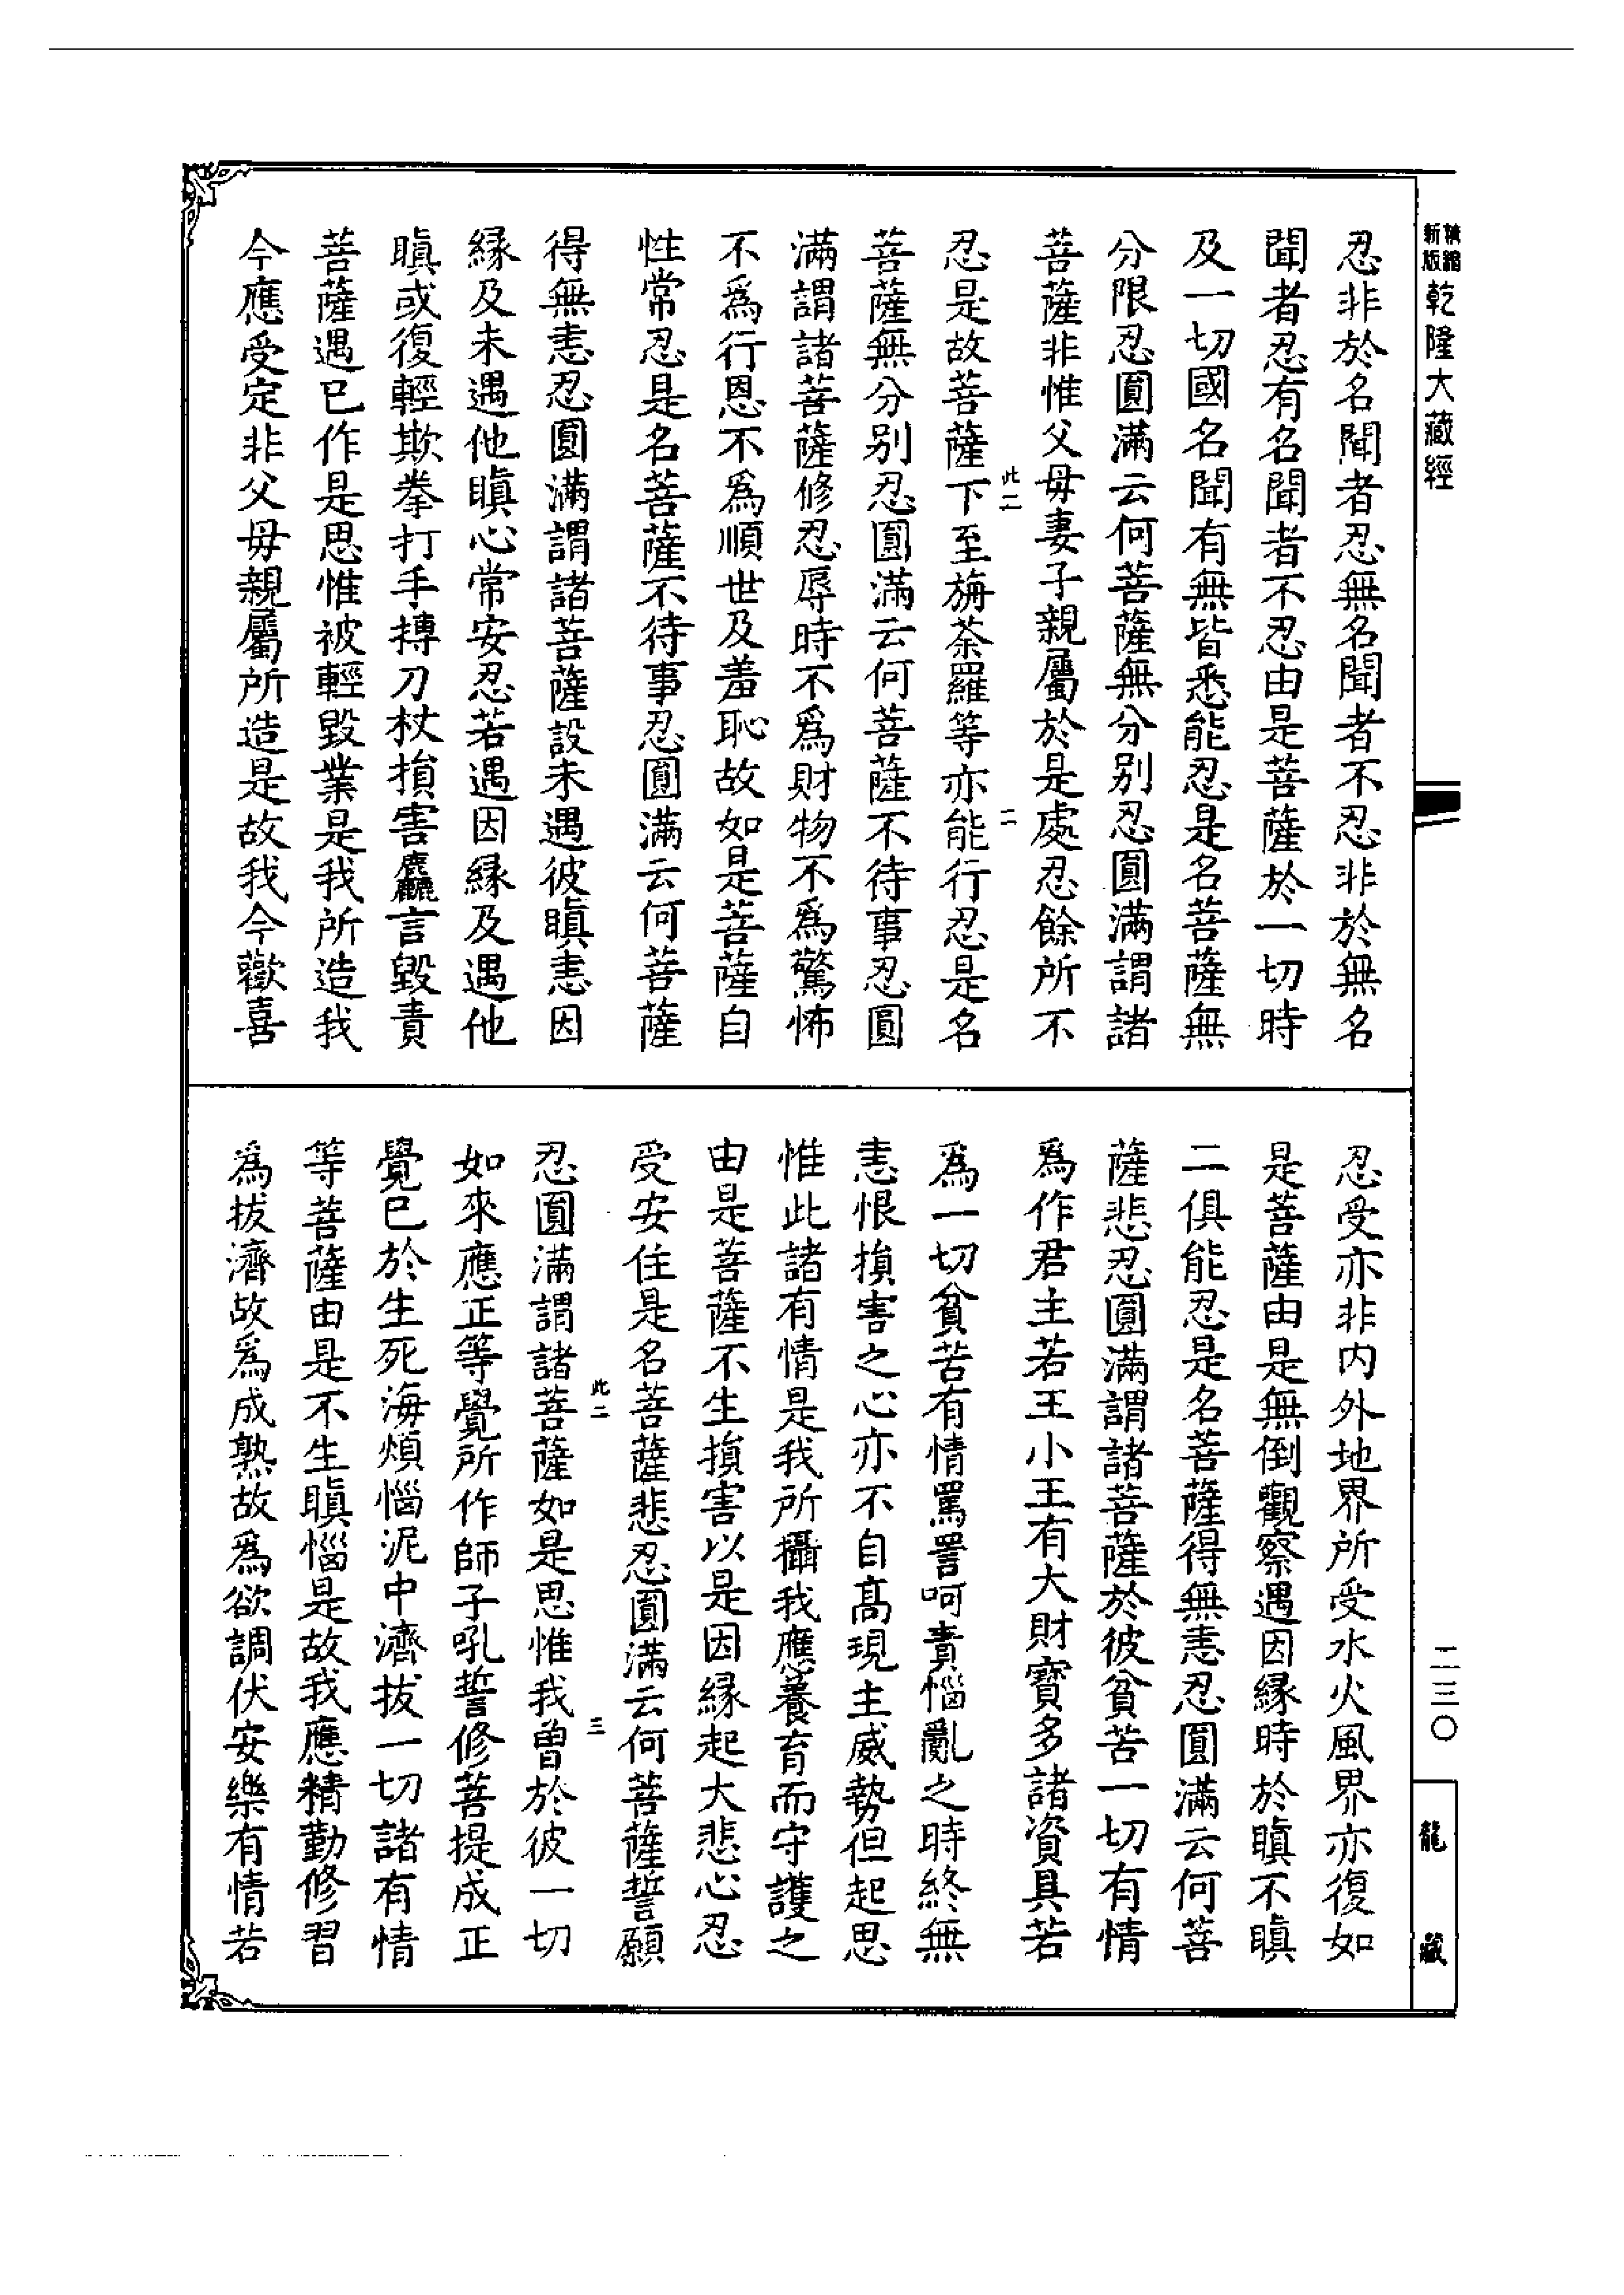 精縮
新版
乾隆大藏經
忍非於名聞者忍無名聞者不忍非於無名
聞者忍有名聞者不忍由是菩薩於一切時
及一切國名聞有無皆悉能忍是名菩薩無
分限忍圓滿云何菩薩無分別忍圓滿謂諸
菩薩非惟父母妻子親屬於是處忍餘所不
此二
二
忍是故菩薩下至旃荼羅等亦能行忍是名
菩薩無分別忍圓滿云何菩薩不待事忍圓
滿謂諸菩薩修忍辱時不為財物不為驚怖
不為行恩不為順世及羞恥故如是菩薩自
性常忍是名菩薩不待事忍圓滿云何菩薩
得無恚忍圓滿謂諸菩薩設未遇彼瞋恚因
緣及未遇他瞋心常安忍若遇因緣及遇他
瞋或復輕欺拳打手摶刀杖損害麤言毀責
菩薩遇已作是思惟被輕毀業是我所造我
今應受定非父母親屬所造是故我今歡喜
忍受亦非內外地界所受水火風界亦復如
是菩薩由是無倒觀察遇因緣時於瞋不瞋
二俱能忍是名菩薩得無恚忍圓滿云何菩
薩悲忍圓滿謂諸菩薩於彼貧苦一切有情
為作君主若王小王有大財寶多諸資具若
為一切貧苦有情罵詈呵責惱亂之時終無
恚恨損害之心亦不自高現主威勢但起思
惟此諸有情是我所攝我應養育而守護之
由是菩薩不生損害以是因緣起大悲心忍
受安住是名菩薩悲忍圓滿云何菩薩誓願
此二
三
忍圓滿謂諸菩薩如是思惟我曾於彼一切
如來應正等覺所作師子吼誓修菩提成正
覺已於生死海煩惱泥中濟拔一切諸有情
等菩薩由是不生瞋惱是故我應精勤修習
為拔濟故為成熟故為欲調伏安樂有情若
二三〇
龍藏